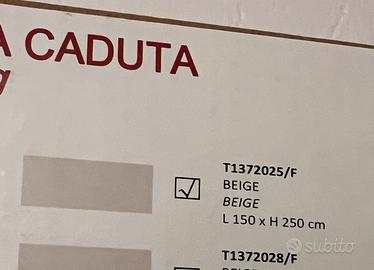 A CADUTA
g
T1372025/F
BEIGE
BEIGE
L 150 x H 250 cm
T1372028/F
subito